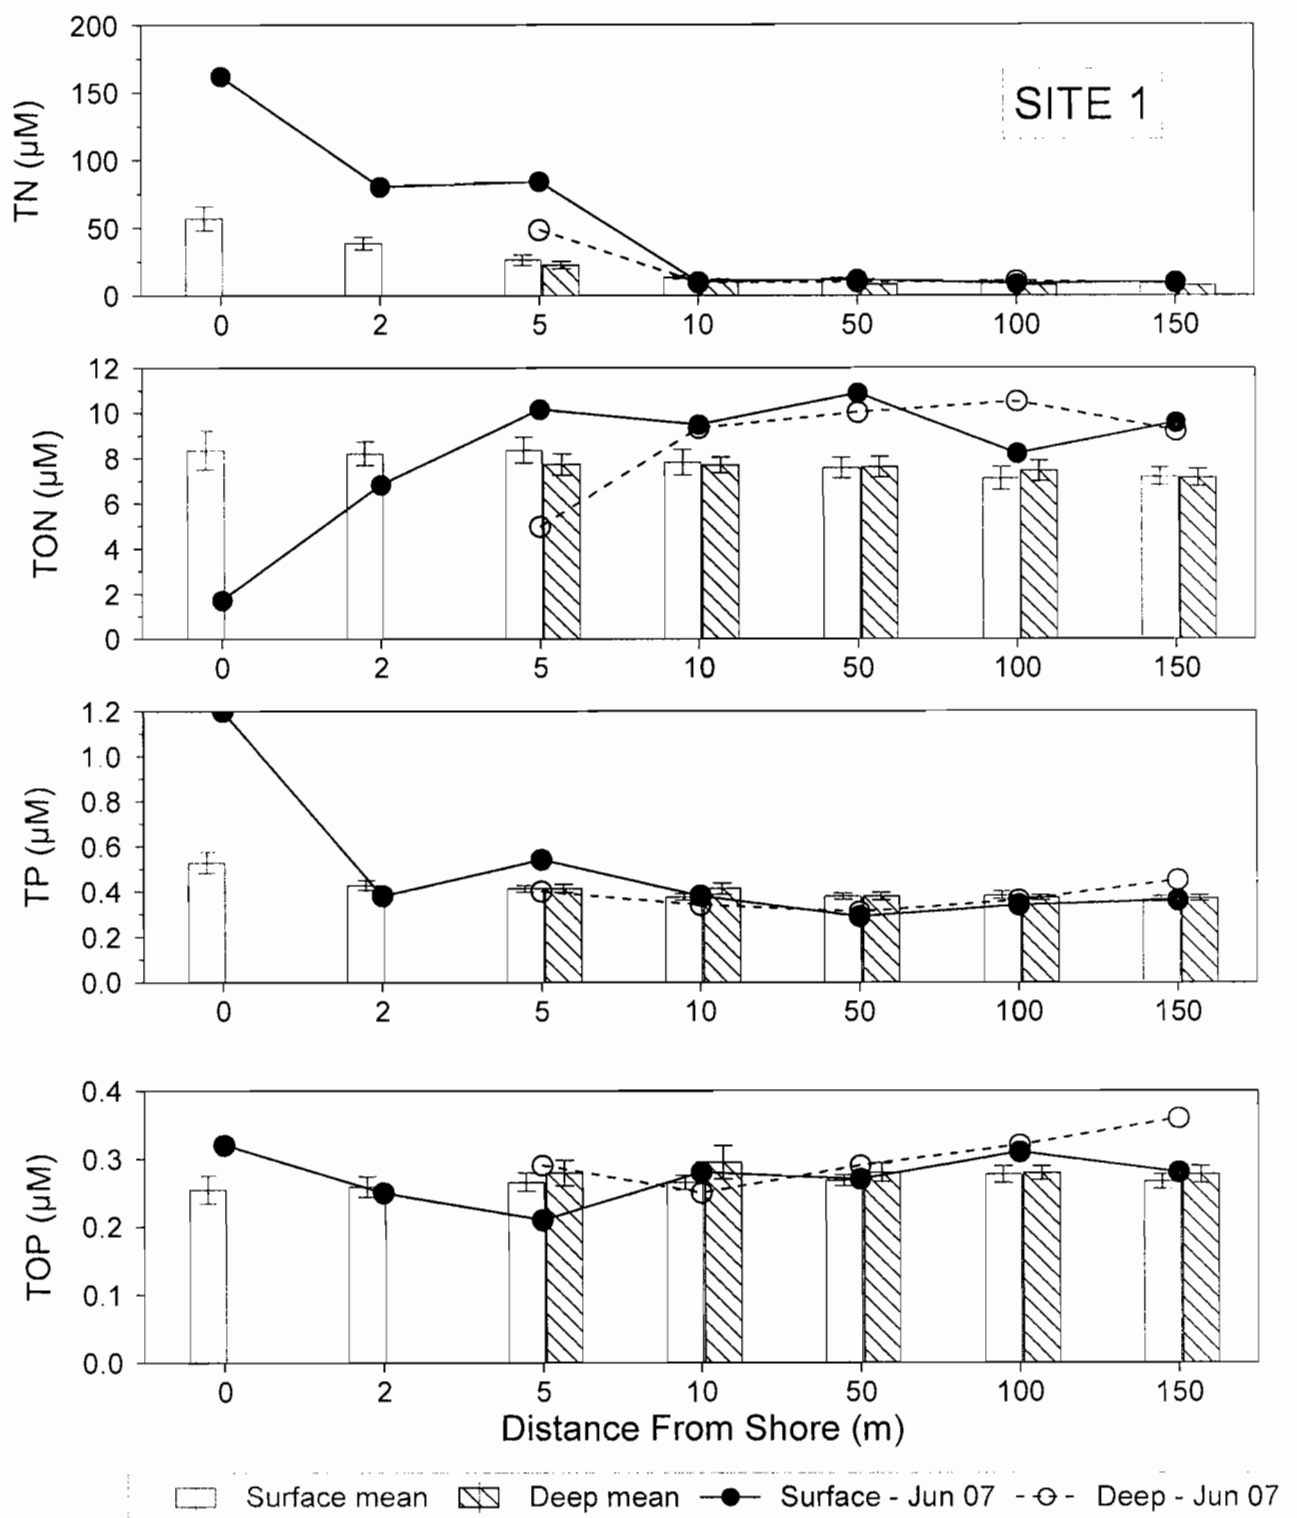 200
150
100
50
0
TN (µM)
SITE 1
0 2 5 10 50 100 150
12
10
8
6
4
2
0
TON (µM)
0 2 5 10 50 100 150
1.2
1.0
0.8
0.6
0.4
0.2
0.0
TP (µM)
0 2 5 10 50 100 150
0.4
0.3
0.2
0.1
0.0
TOP (µM)
0 2 5 10 50 100 150
Distance From Shore (m)
Surface mean Deep mean Surface - Jun 07 Deep - Jun 07